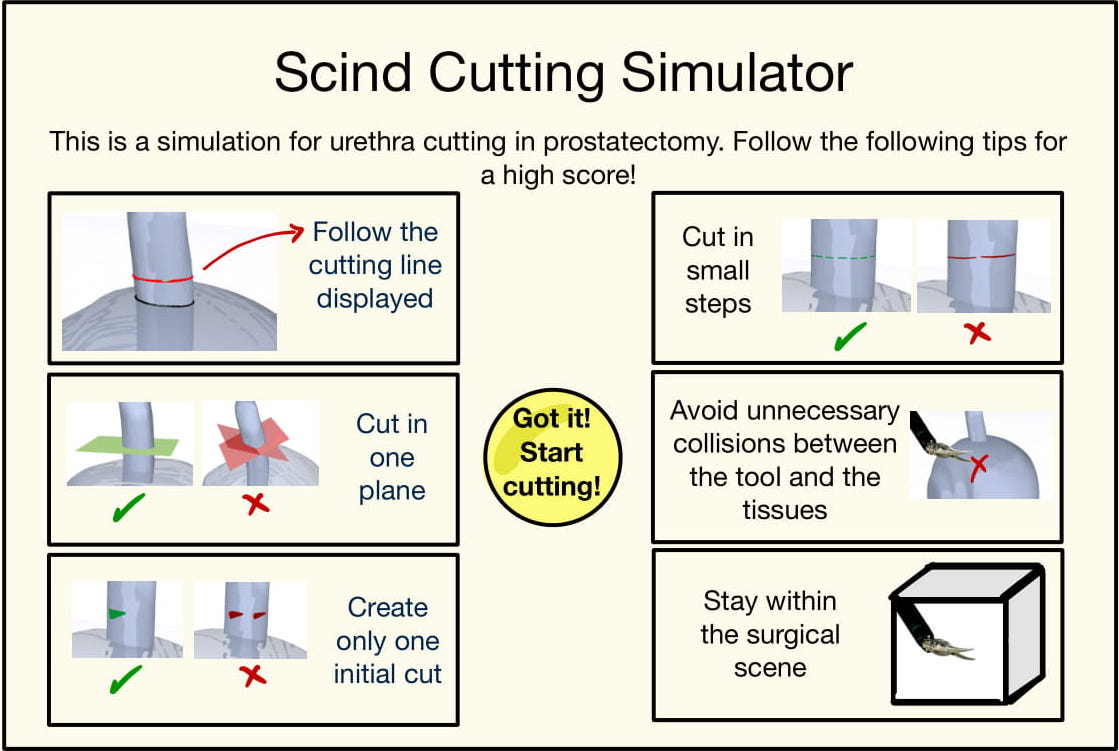 Scind Cutting Simulator
This is a simulation for urethra cutting in prostatectomy. Follow the following tips for
a high score!
Follow the
cutting line
displayed
Cut in
one
plane
Create
only one
initial cut
Got it!
Start
cutting!
Cut in
small
steps
Avoid unnecessary
collisions between
the tool and the
tissues
Stay within
the surgical
scene